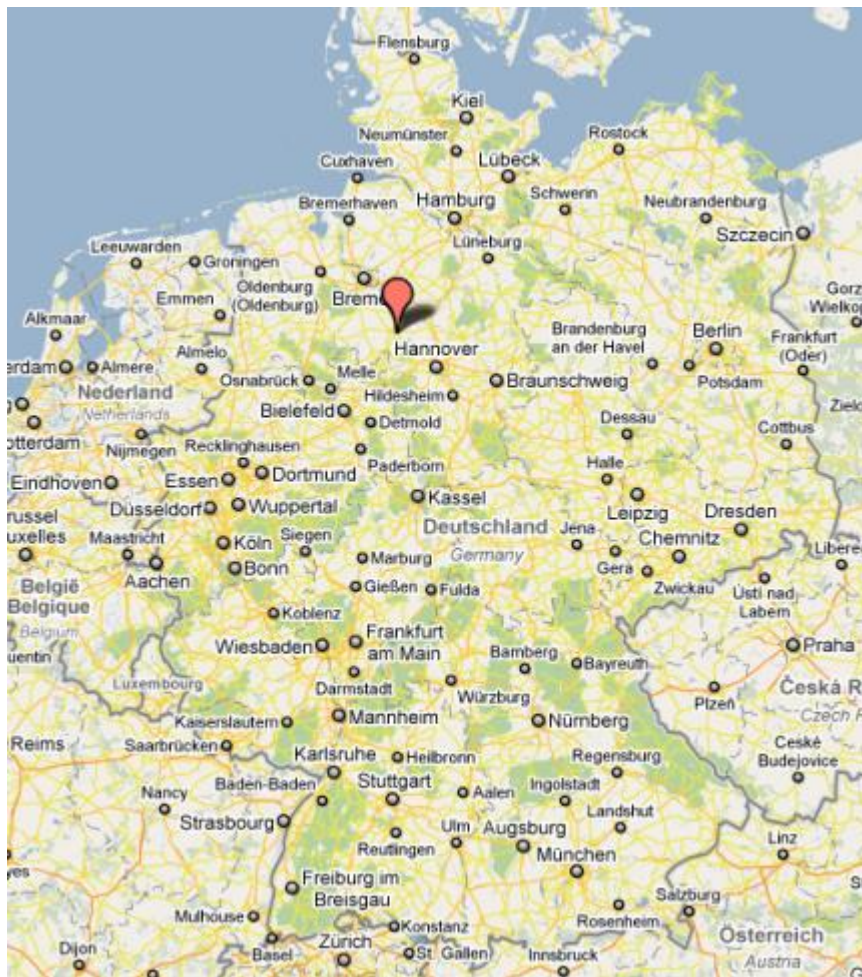 Flensburg
Kiel
Neumünster
Rostock
Cuxhaven
Lübeck
Bremerhaven
Hamburg
Schwerin
Neubrandenburg
Szczecin
Lüneburg
Leeuwarden
Groningen
Oldenburg
(Oldenburg)
Emmen
Alkmaar
Almelo
Hannover
Brandenburg
an der Havel
Berlin
Frankfurt
(Oder)
Almere
Nederland
Netherlands
Osnabrück
Melle
Hildesheim
Braunschweig
Potsdam
Bielefeld
Detmold
Dessau
Cottbus
Nijmegen
Recklinghausen
Paderborn
Halle
Eindhoven
Essen
Dortmund
Kassel
Leipzig
Düsseldorf
Wuppertal
Deutschland
Germany
Dresden
Maastricht
Köln
Siegen
Marburg
Jena
Chemnitz
Aachen
Bonn
Gera
Zwickau
België
Belgique
Belgium
Gießen
Fulda
Ústí nad
Labem
Koblenz
Wiesbaden
Frankfurt
am Main
Bamberg
Bayreuth
Praha
Luxembourg
Darmstadt
Würzburg
Plzeň
Česká
Kaiserslautern
Mannheim
Nürnberg
Reims
Saarbrücken
Karlsruhe
Heilbronn
Regensburg
České
Budejovice
Nancy
Baden-Baden
Stuttgart
Aalen
Ingolstadt
Strasbourg
Reutlingen
Ulm
Augsburg
Landshut
Linz
München
Freiburg im
Breisgau
Mulhouse
Konstanz
Rosenheim
Salzburg
Österreich
Austria
Dijon
Basel
Zürich
St. Gallen
Innsbruck